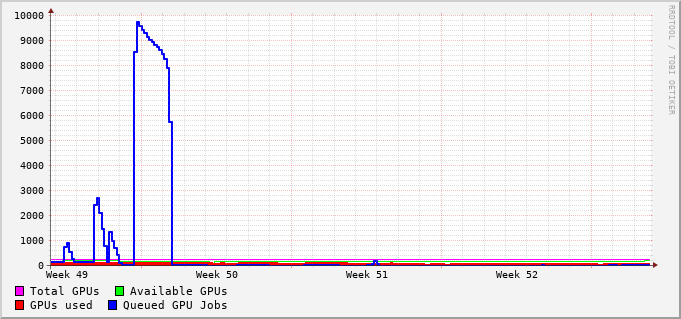 10000
9000
8000
7000
6000
5000
4000
3000
2000
1000
0
Week 49 Week 50 Week 51 Week 52
Total GPUs Available GPUs
GPUs used Queued GPU Jobs
RRDTOOL / TOBI OETIKER